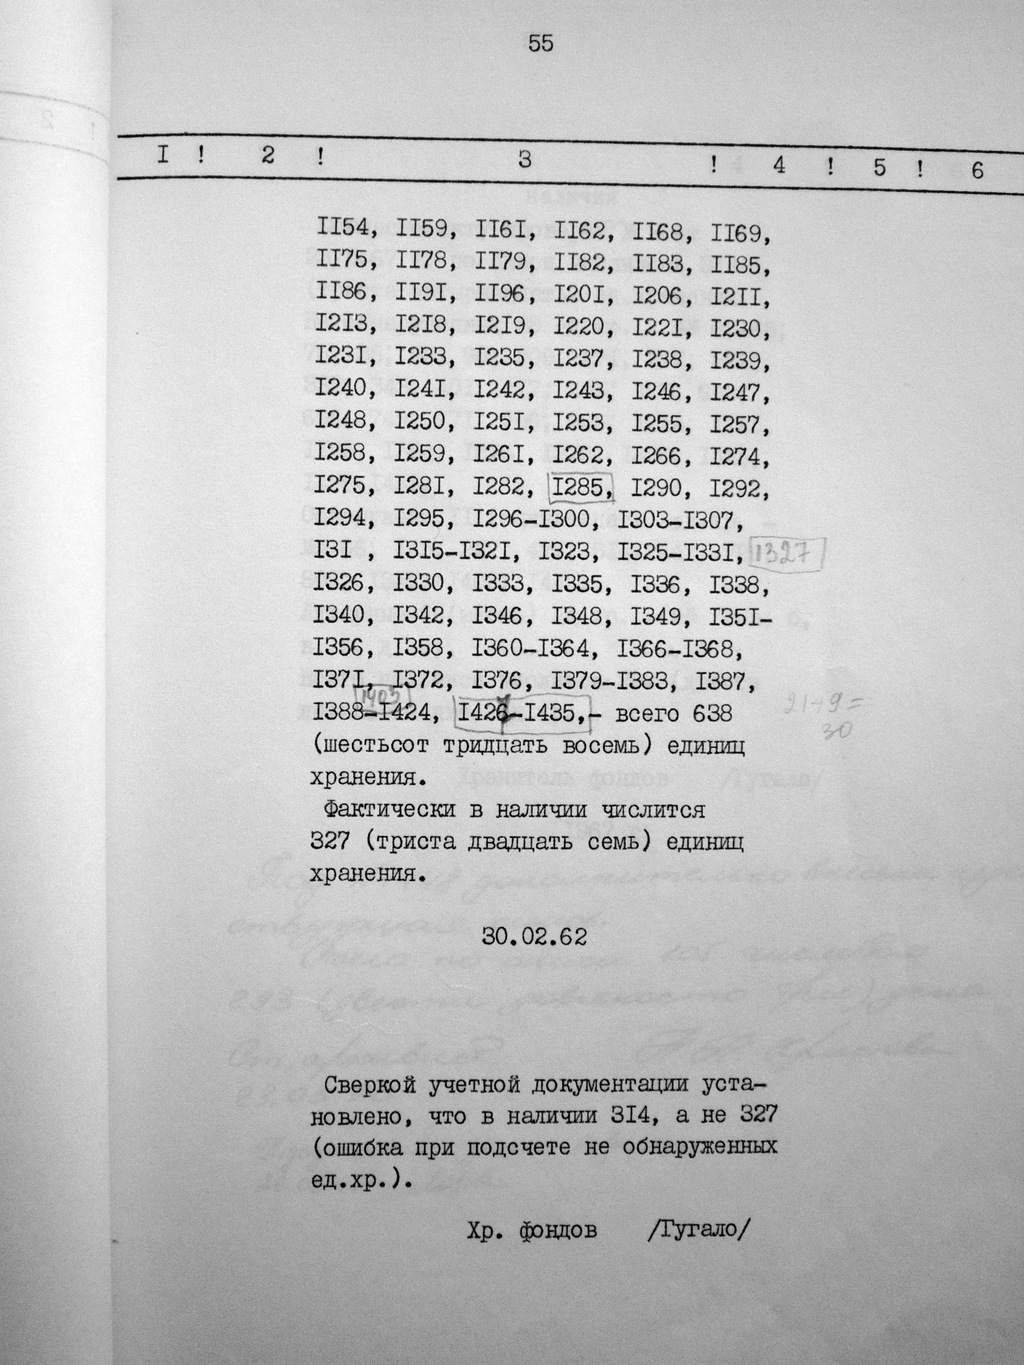 55
I ! 2 ! 3 ! 4 ! 5 ! 6
II54, II59, II6I, II62, II68, II69,
II75, II78, II79, II82, II83, II85,
II86, II9I, II96, I20I, I206, I2II,
I2I3, I2I8, I2I9, I220, I22I, I230,
I23I, I233, I235, I237, I238, I239,
I240, I24I, I242, I243, I246, I247,
I248, I250, I25I, I253, I255, I257,
I258, I259, I26I, I262, I266, I274,
I275, I28I, I282, I285, I290, I292,
I294, I295, I296-I300, I303-I307,
I3I , I3I5-I32I, I323, I325-I33I, 1327
I326, I330, I333, I335, I336, I338,
I340, I342, I346, I348, I349, I35I-
I356, I358, I360-I364, I366-I368,
I37I, I372, I376, I379-I383, I387,
1403
I388-I424, I426-I435,- всего 638
21+9=
30
(шестьсот тридцать восемь) единиц
хранения.
Фактически в наличии числится
327 (триста двадцать семь) единиц
хранения.
30.02.62
Сверкой учетной документации уста-
новлено, что в наличии 3I4, а не 327
(ошибка при подсчете не обнаруженных
ед.хр.).
Хр. фондов /Гугало/